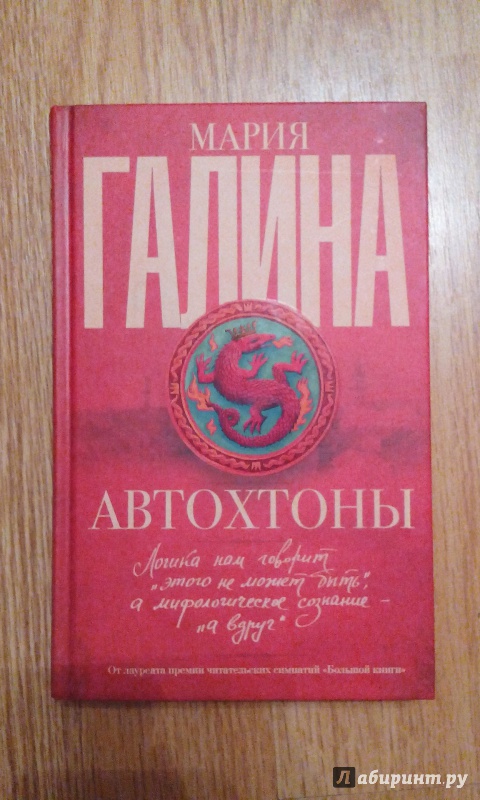 МАРИЯ
ГАЛИНА
АВТОХТОНЫ
Логика нам говорит
„этого не может быть",
а мифологическое сознание –
„а вдруг"
От лауреата премии читательских симпатий «Большой книги»
Лабиринт.ру